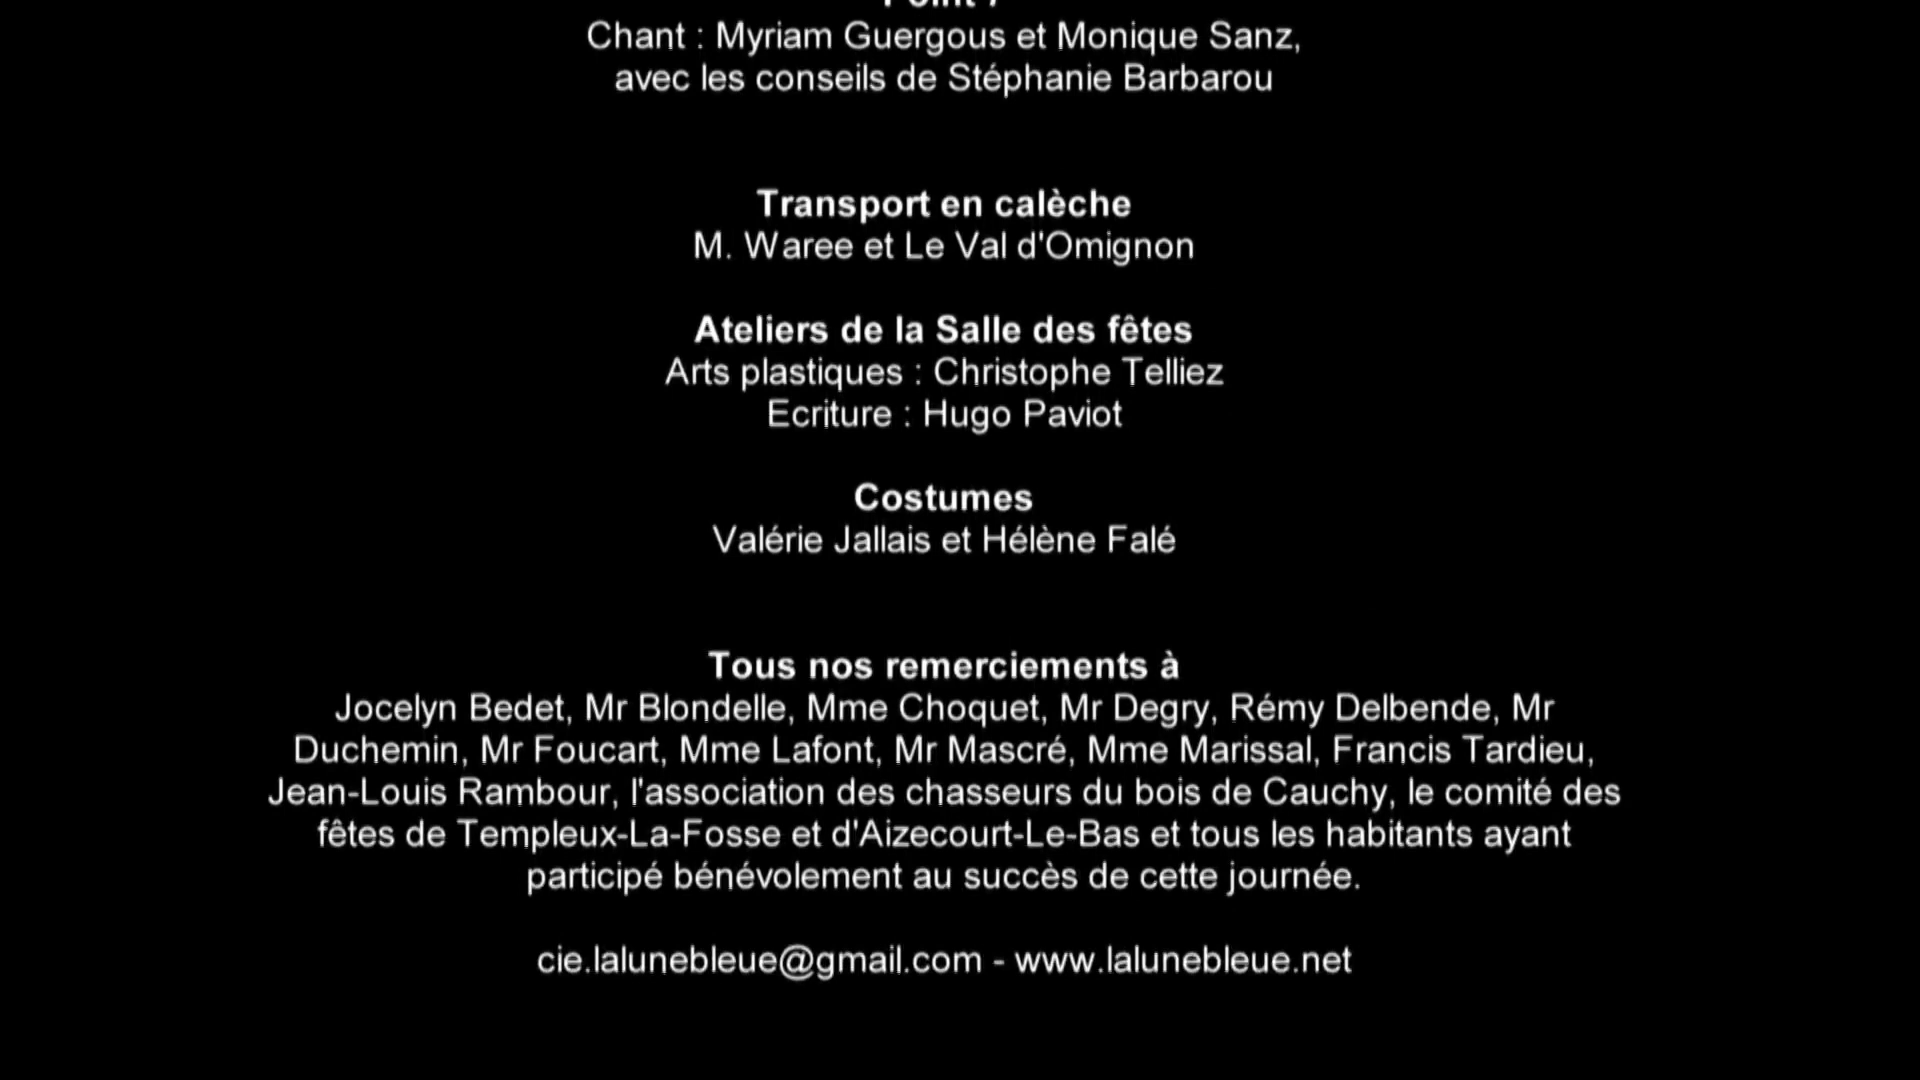 Point 7
Chant : Myriam Guergous et Monique Sanz,
avec les conseils de Stéphanie Barbarou
Transport en calèche
M. Waree et Le Val d'Omignon
Ateliers de la Salle des fêtes
Arts plastiques : Christophe Telliez
Ecriture : Hugo Paviot
Costumes
Valérie Jallais et Hélène Falé
Tous nos remerciements à
Jocelyn Bedet, Mr Blondelle, Mme Choquet, Mr Degry, Rémy Delbende, Mr
Duchemin, Mr Foucart, Mme Lafont, Mr Mascré, Mme Marissal, Francis Tardieu,
Jean-Louis Rambour, l'association des chasseurs du bois de Cauchy, le comité des
fêtes de Templeux-La-Fosse et d'Aizecourt-Le-Bas et tous les habitants ayant
participé bénévolement au succès de cette journée.
cie.lalunebleue@gmail.com - www.lalunebleue.net